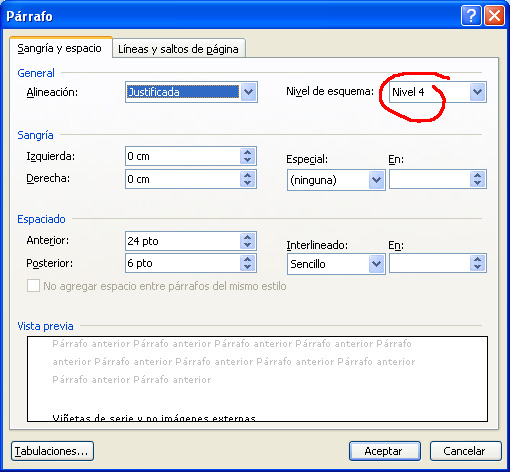 Párrafo
Sangría y espacio
Líneas y saltos de página
General
Alineación: Justificada Nivel de esquema: Nivel 4
Sangría
Izquierda: 0 cm Especial: En:
Derecha: 0 cm (ninguna)
Espaciado
Anterior: 24 pto Interlineado: En:
Posterior: 6 pto Sencillo
No agregar espacio entre párrafos del mismo estilo
Vista previa
Párrafo anterior Párrafo anterior Párrafo anterior Párrafo anterior Párrafo
anterior Párrafo anterior Párrafo anterior Párrafo anterior Párrafo anterior
Párrafo anterior Párrafo anterior
Viñetas de serie y no imágenes externas
Tabulaciones... Aceptar Cancelar